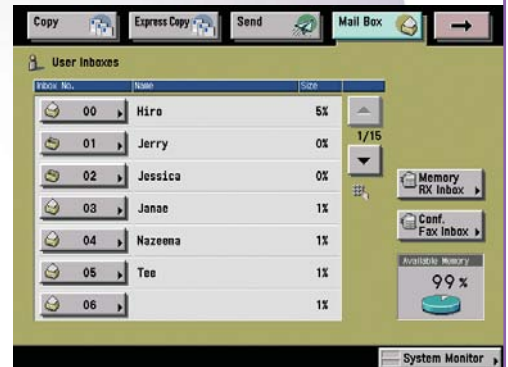 Copy Express Copy Send Mail Box
User Inboxes
Inbox No. Name Size
00 Hiro 5%
01 Jerry 0%
02 Jessica 0%
03 Janae 1%
04 Nazeena 1%
05 Tee 1%
06 1%
1/15
Memory
RX Inbox
Conf.
Fax Inbox
Available Memory
99%
System Monitor